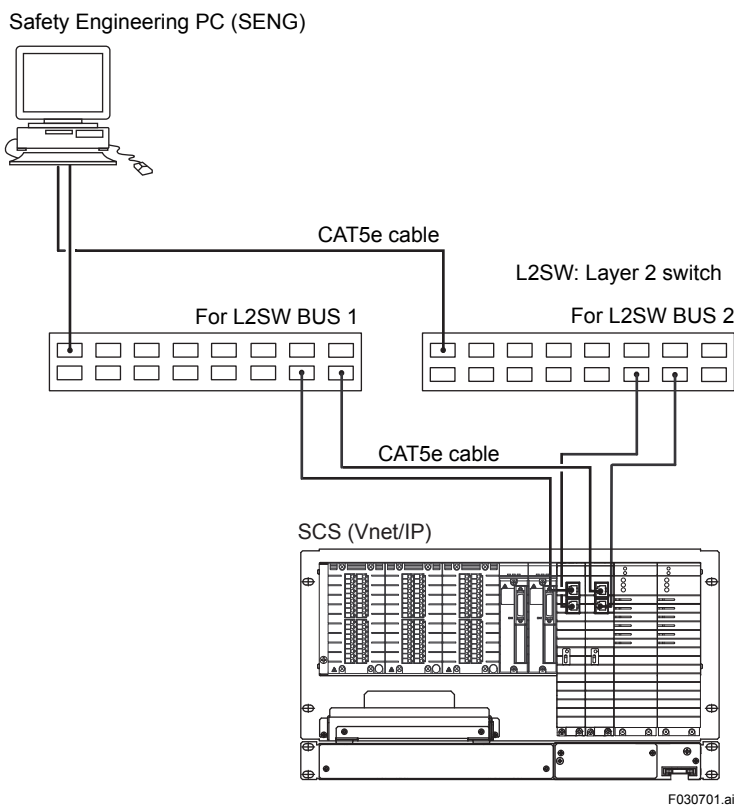 Safety Engineering PC (SENG)
CAT5e cable
L2SW: Layer 2 switch
For L2SW BUS 1
For L2SW BUS 2
CAT5e cable
SCS (Vnet/IP)
F030701.ai